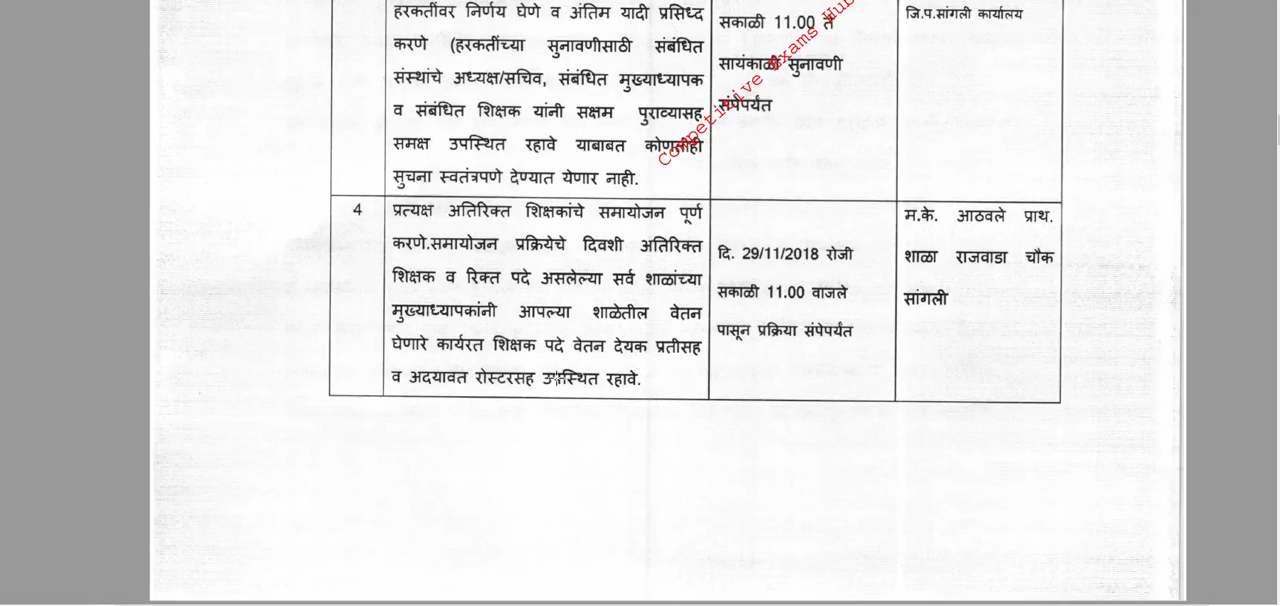 हरकतींवर निर्णय घेणे व अंतिम यादी प्रसिध्द
करणे (हरकतींच्या सुनावणीसाठी संबंधित
संस्थांचे अध्यक्ष/सचिव, संबंधित मुख्याध्यापक
व संबंधित शिक्षक यांनी सक्षम पुराव्यासह
समक्ष उपस्थित रहावे याबाबत कोणतीही
सुचना स्वतंत्रपणे देण्यात येणार नाही.
सकाळी 11.00 ते
सायंकाळी सुनावणी
संपेपर्यंत
जि.प.सांगली कार्यालय
Competitive Exams Hub
4
प्रत्यक्ष अतिरिक्त शिक्षकांचे समायोजन पूर्ण
करणे.समायोजन प्रक्रियेचे दिवशी अतिरिक्त
शिक्षक व रिक्त पदे असलेल्या सर्व शाळांच्या
मुख्याध्यापकांनी आपल्या शाळेतील वेतन
घेणारे कार्यरत शिक्षक पदे वेतन देयक प्रतीसह
व अदयावत रोस्टरसह उपस्थित रहावे.
दि. 29/11/2018 रोजी
सकाळी 11.00 वाजले
पासून प्रक्रिया संपेपर्यंत
म.के. आठवले प्राथ.
शाळा राजवाडा चौक
सांगली